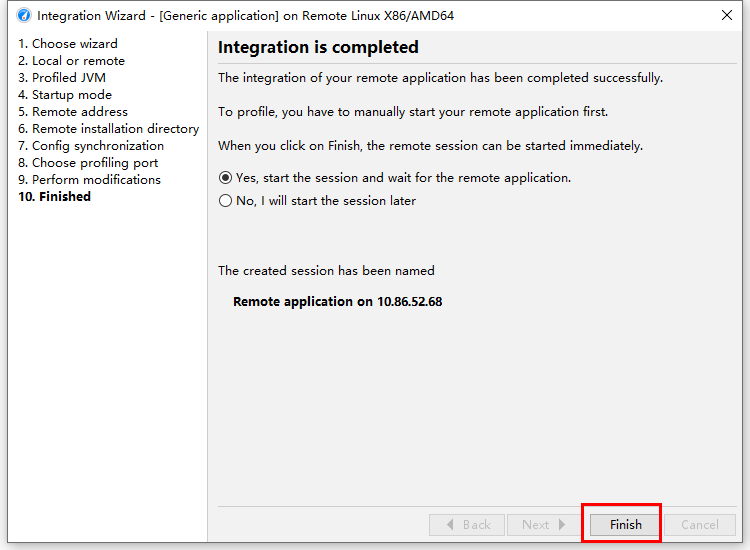 Integration Wizard - [Generic application] on Remote Linux X86/AMD64
1. Choose wizard
2. Local or remote
3. Profiled JVM
4. Startup mode
5. Remote address
6. Remote installation directory
7. Config synchronization
8. Choose profiling port
9. Perform modifications
10. Finished
Integration is completed
The integration of your remote application has been completed successfully.
To profile, you have to manually start your remote application first.
When you click on Finish, the remote session can be started immediately.
Yes, start the session and wait for the remote application.
No, I will start the session later
The created session has been named
Remote application on 10.86.52.68
Back Next Finish Cancel